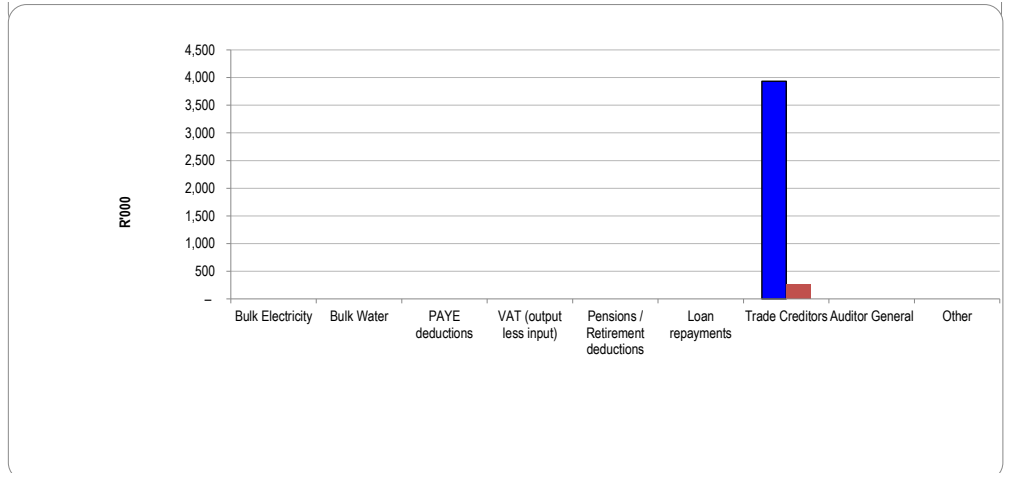 4,500
4,000
3,500
3,000
2,500
2,000
1,500
1,000
500
–
R'000
Bulk Electricity
Bulk Water
PAYE
deductions
VAT (output
less input)
Pensions /
Retirement
deductions
Loan
repayments
Trade Creditors
Auditor General
Other